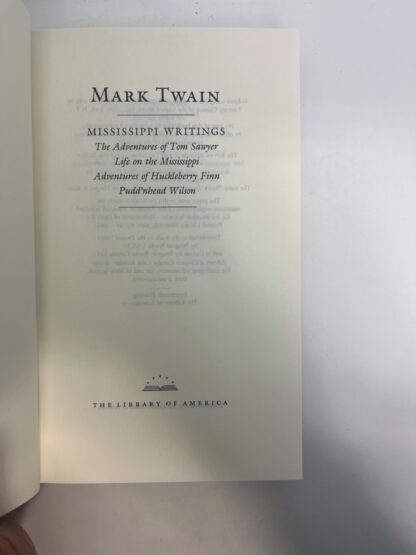 MARK TWAIN
MISSISSIPPI WRITINGS
The Adventures of Tom Sawyer
Life on the Mississippi
Adventures of Huckleberry Finn
Pudd'nhead Wilson
THE LIBRARY OF AMERICA